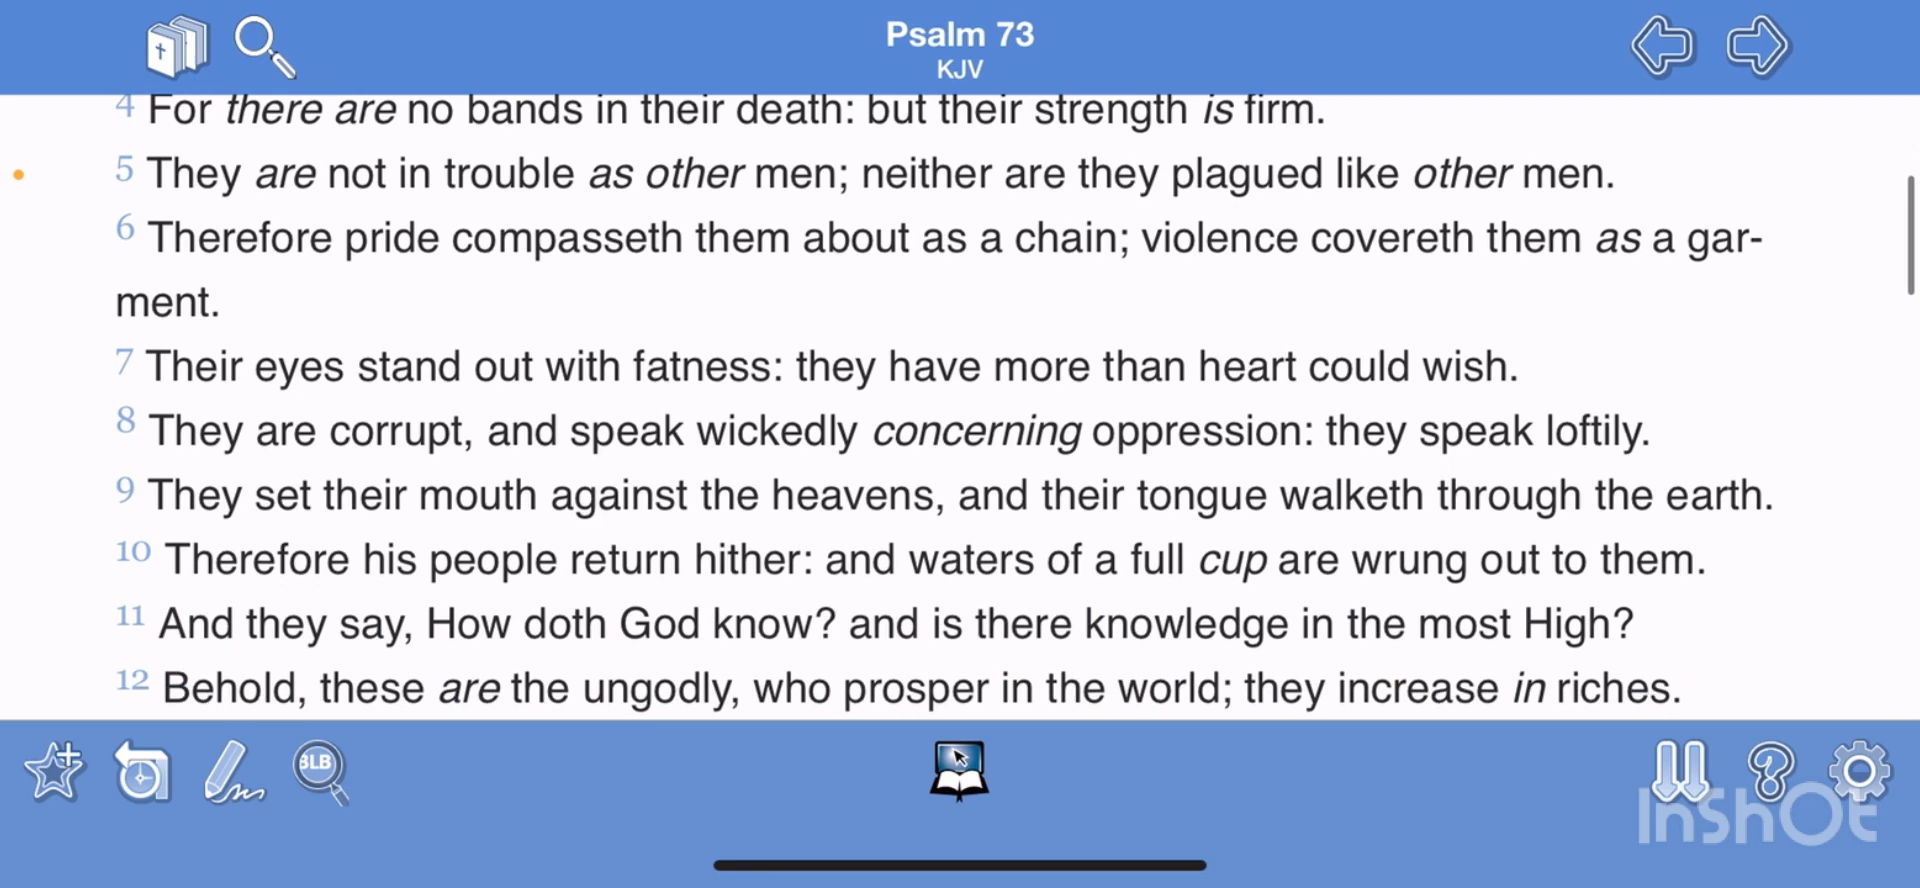 Psalm 73
KJV
4 For there are no bands in their death: but their strength is firm.
5 They are not in trouble as other men; neither are they plagued like other men.
6 Therefore pride compasseth them about as a chain; violence covereth them as a gar-
ment.
7 Their eyes stand out with fatness: they have more than heart could wish.
8 They are corrupt, and speak wickedly concerning oppression: they speak loftily.
9 They set their mouth against the heavens, and their tongue walketh through the earth.
10 Therefore his people return hither: and waters of a full cup are wrung out to them.
11 And they say, How doth God know? and is there knowledge in the most High?
12 Behold, these are the ungodly, who prosper in the world; they increase in riches.
BLB
InShOt